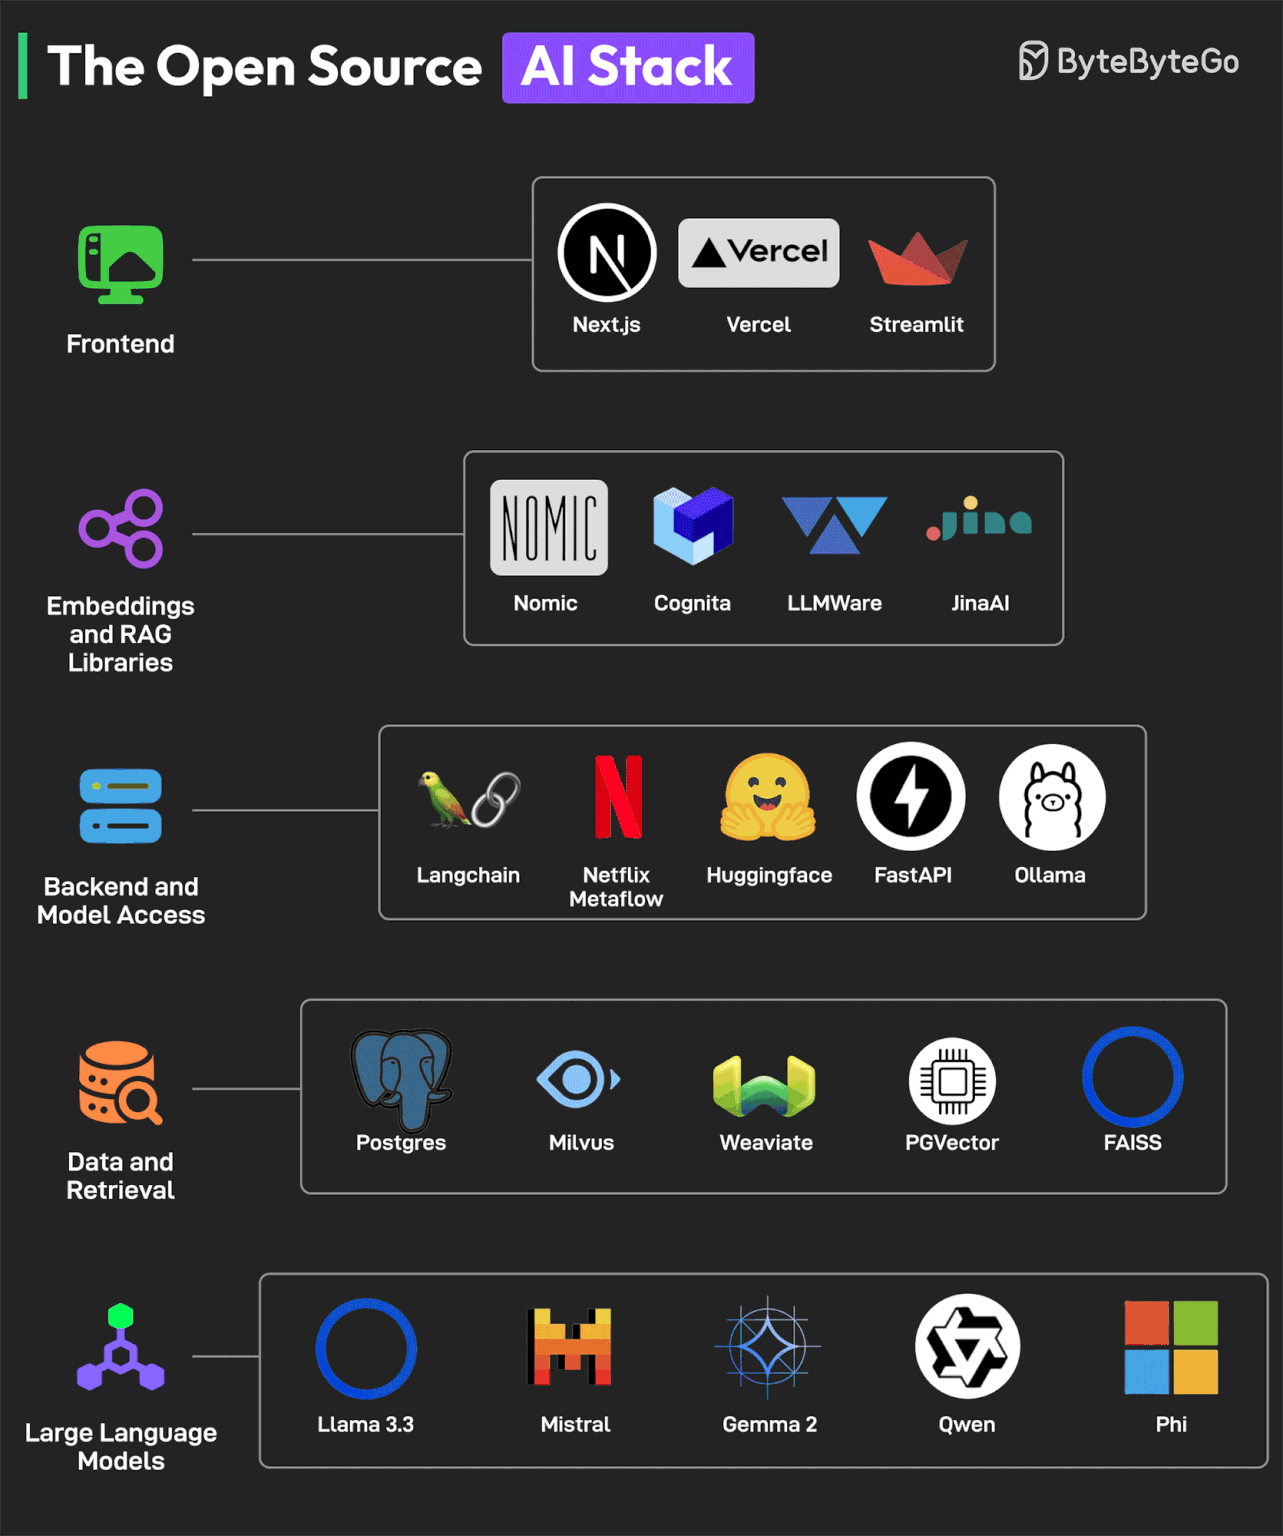 The Open Source AI Stack
ByteByteGo
Frontend
Vercel
Next.js
Vercel
Streamlit
Embeddings
and RAG
Libraries
NOMIC
Jina
Nomic
Cognita
LLMWare
JinaAI
Backend and
Model Access
Langchain
Netflix
Metaflow
Huggingface
FastAPI
Ollama
Data and
Retrieval
Postgres
Milvus
Weaviate
PGVector
FAISS
Large Language
Models
Llama 3.3
Mistral
Gemma 2
Qwen
Phi